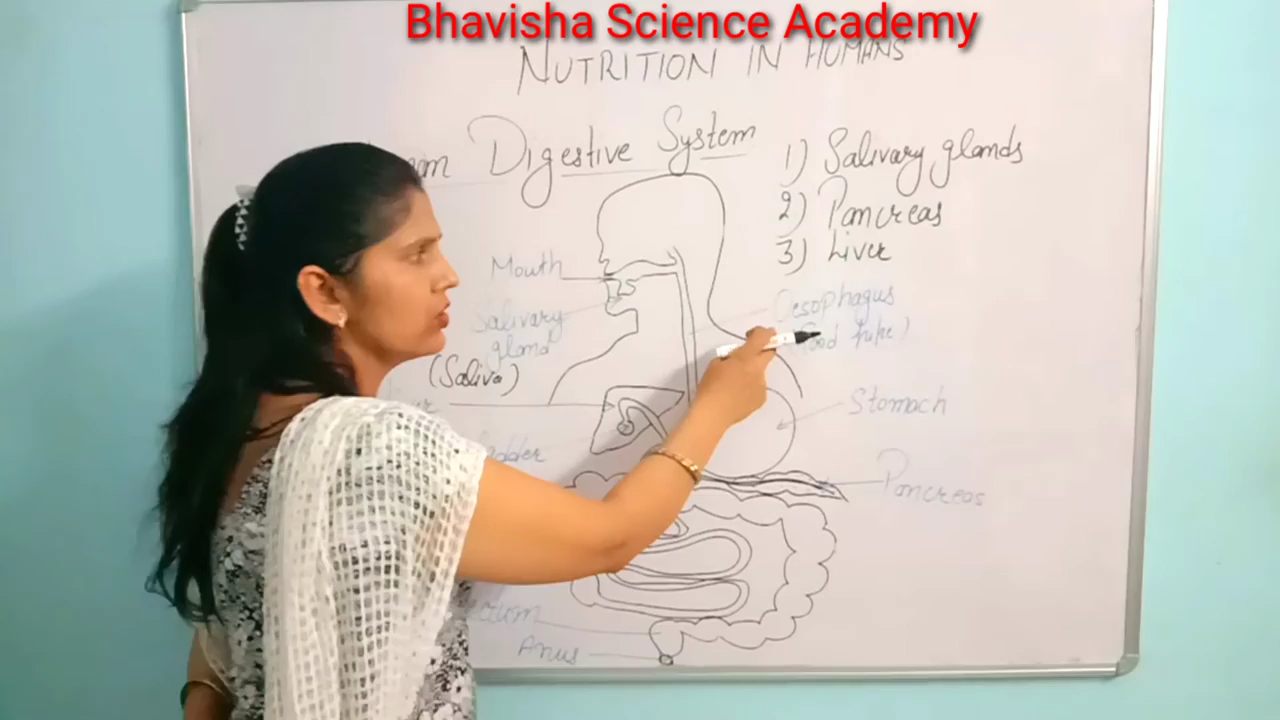 Bhavisha Science Academy
NUTRITION IN HUMANS
Digestive System
1) Salivary glands
2) Pancreas
3) Liver
Mouth
Salivary
gland
(Saliva)
Oesophagus
Stomach
Pancreas
Anus